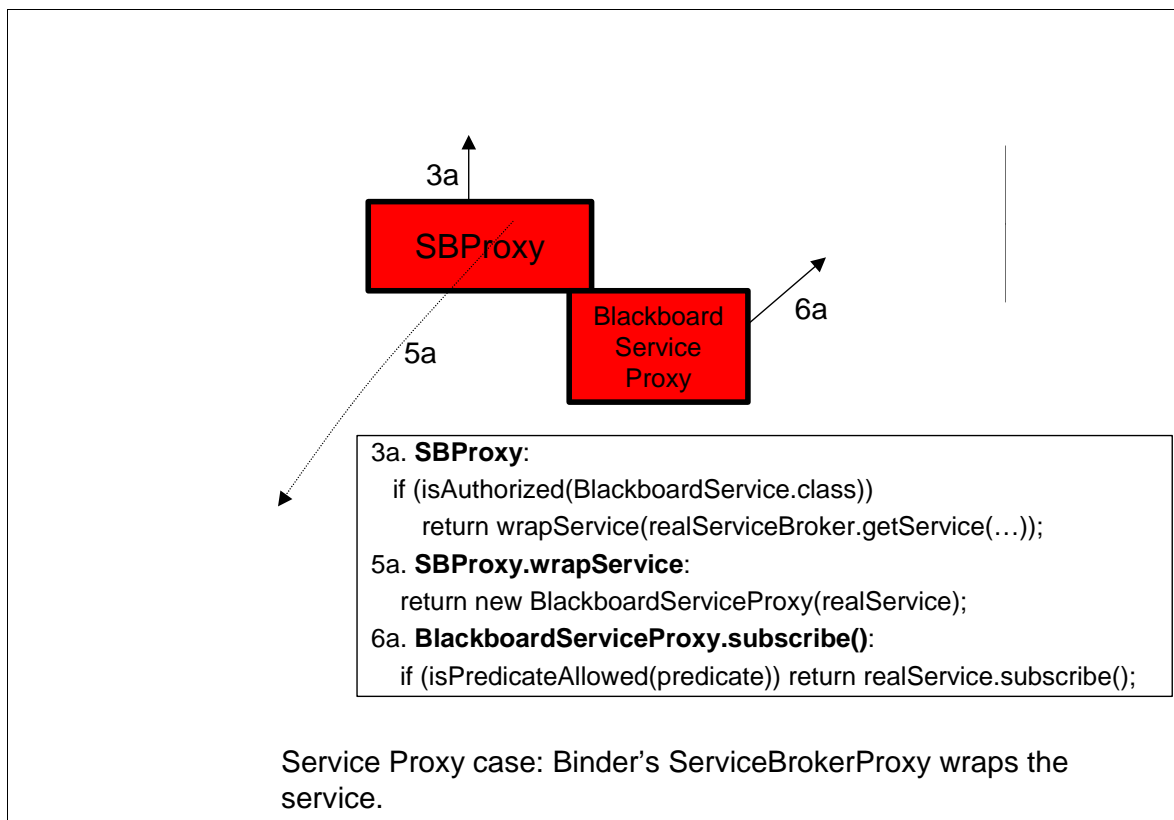 3a
SBProxy
6a
Blackboard
Service
Proxy
5a
3a. SBProxy:
if (isAuthorized(BlackboardService.class))
return wrapService(realServiceBroker.getService(…));
5a. SBProxy.wrapService:
return new BlackboardServiceProxy(realService);
6a. BlackboardServiceProxy.subscribe():
if (isPredicateAllowed(predicate)) return realService.subscribe();
Service Proxy case: Binder’s ServiceBrokerProxy wraps the
service.